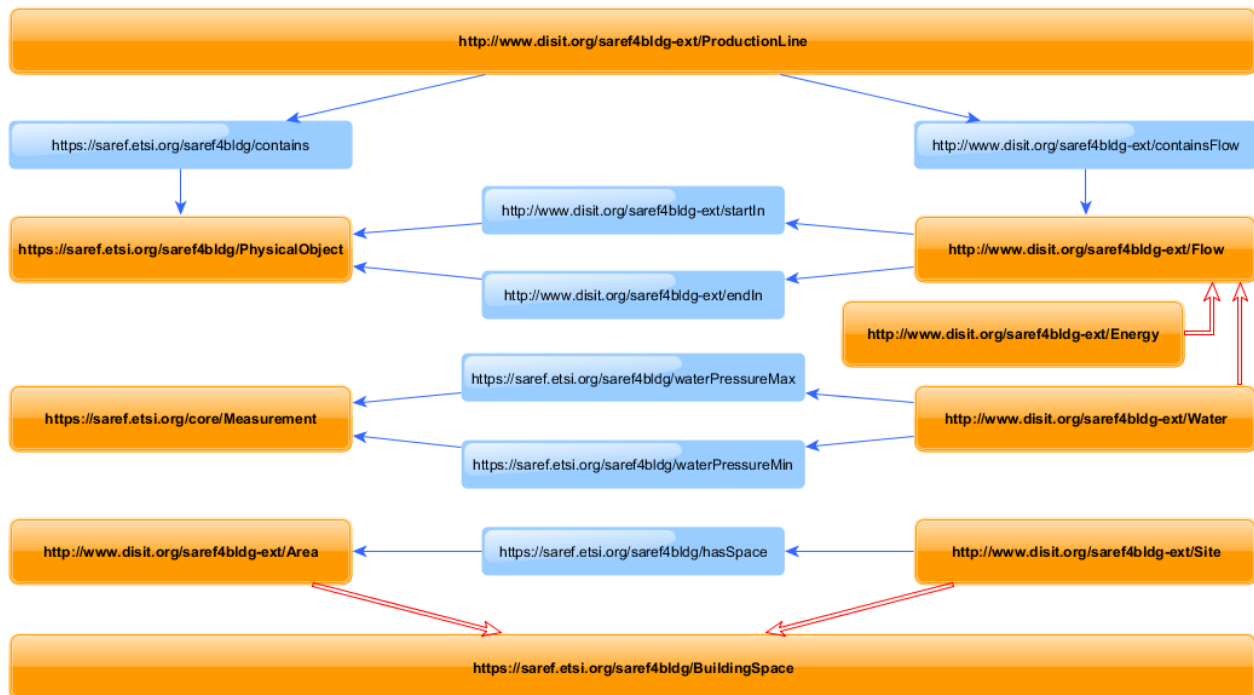 http://www.disit.org/saref4bldg-ext/ProductionLine
https://saref.etsi.org/saref4bldg/contains
http://www.disit.org/saref4bldg-ext/containsFlow
http://www.disit.org/saref4bldg-ext/startIn
https://saref.etsi.org/saref4bldg/PhysicalObject
http://www.disit.org/saref4bldg-ext/Flow
http://www.disit.org/saref4bldg-ext/endIn
http://www.disit.org/saref4bldg-ext/Energy
https://saref.etsi.org/saref4bldg/waterPressureMax
https://saref.etsi.org/core/Measurement
http://www.disit.org/saref4bldg-ext/Water
https://saref.etsi.org/saref4bldg/waterPressureMin
http://www.disit.org/saref4bldg-ext/Area
https://saref.etsi.org/saref4bldg/hasSpace
http://www.disit.org/saref4bldg-ext/Site
https://saref.etsi.org/saref4bldg/BuildingSpace